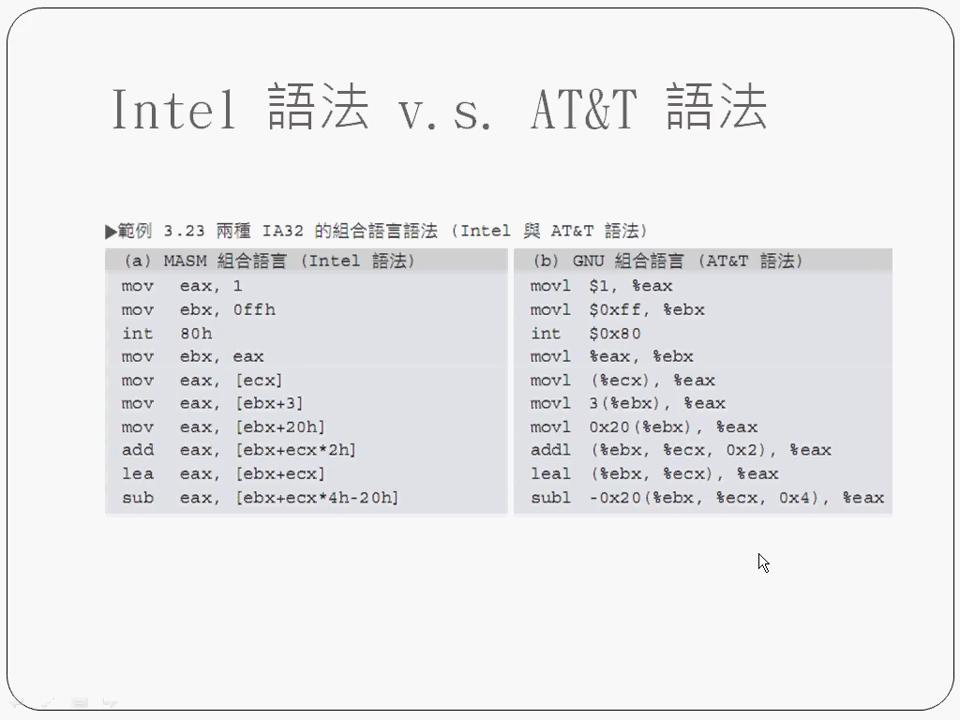 Intel 語法 v.s. AT&T 語法
▶範例 3.23 兩種 IA32 的組合語言語法 (Intel 與 AT&T 語法)
(a) MASM 組合語言 (Intel 語法)
mov eax, 1
mov ebx, 0ffh
int 80h
mov ebx, eax
mov eax, [ecx]
mov eax, [ebx+3]
mov eax, [ebx+20h]
add eax, [ebx+ecx*2h]
lea eax, [ebx+ecx]
sub eax, [ebx+ecx*4h-20h]
(b) GNU 組合語言 (AT&T 語法)
movl $1, %eax
movl $0xff, %ebx
int $0x80
movl %eax, %ebx
movl (%ecx), %eax
movl 3(%ebx), %eax
movl 0x20(%ebx), %eax
addl (%ebx, %ecx, 0x2), %eax
leal (%ebx, %ecx), %eax
subl -0x20(%ebx, %ecx, 0x4), %eax